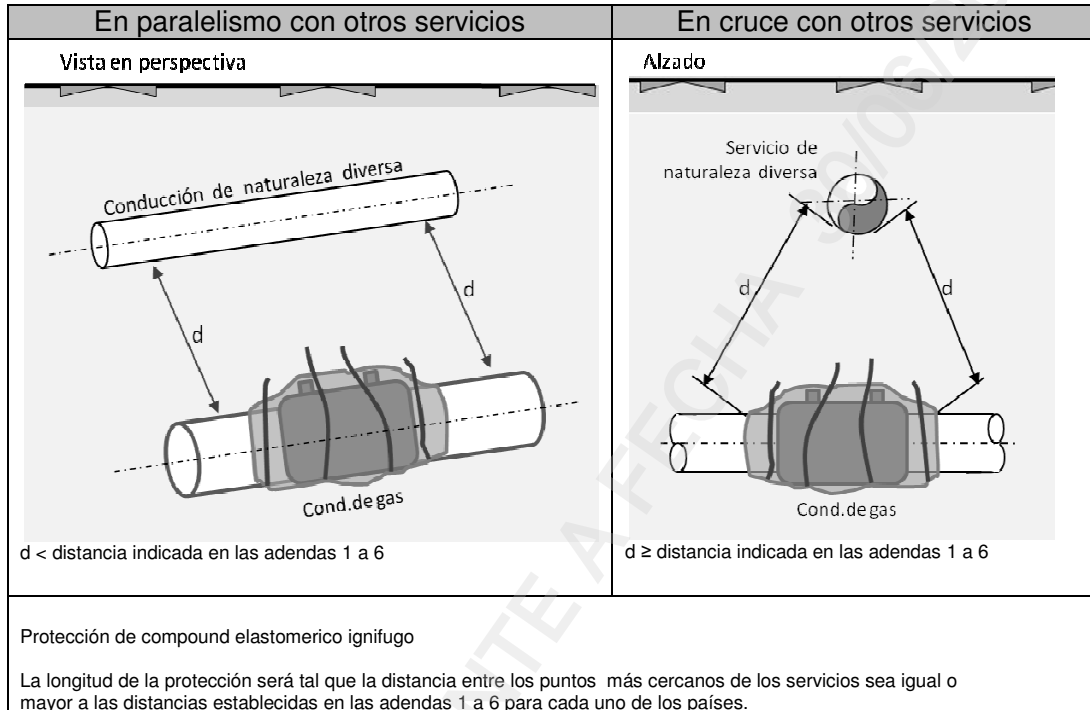 En paralelismo con otros servicios
En cruce con otros servicios
Vista en perspectiva
Conducción de naturaleza diversa
d
d
Cond.de gas
d < distancia indicada en las adendas 1 a 6
Alzado
Servicio de
naturaleza diversa
d
d
Cond.de gas
d ≥ distancia indicada en las adendas 1 a 6
Protección de compound elastomerico ignifugo
La longitud de la protección será tal que la distancia entre los puntos más cercanos de los servicios sea igual o
mayor a las distancias establecidas en las adendas 1 a 6 para cada uno de los países.